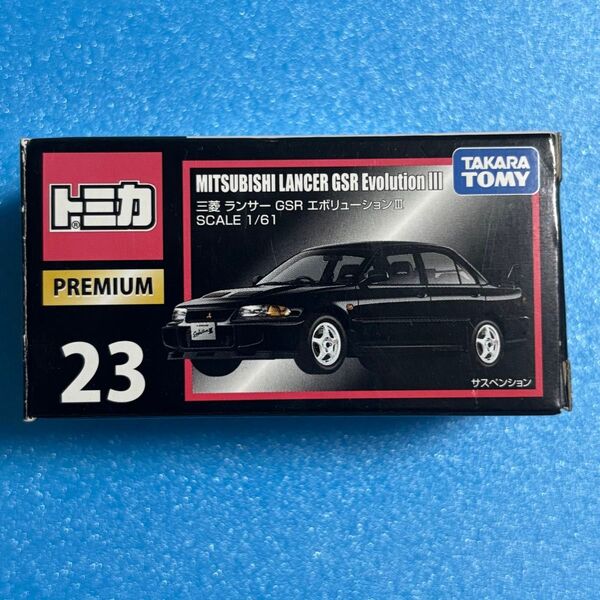 トミカ
®
PREMIUM
23
MITSUBISHI LANCER GSR Evolution III
三菱 ランサー GSR エボリューションⅢ
SCALE 1/61
TAKARA
TOMY
サスペンション